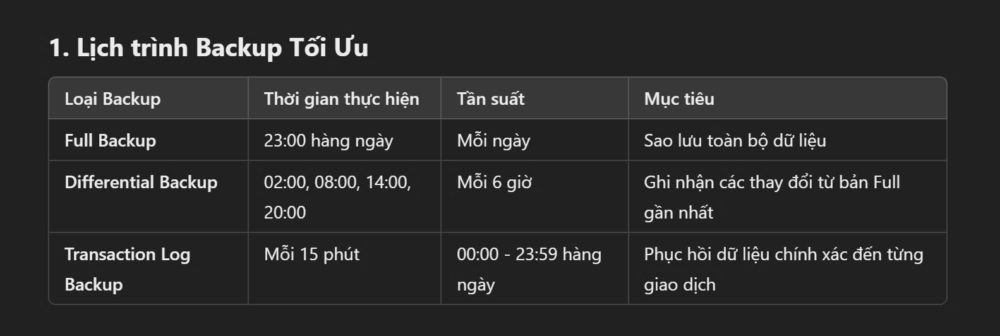 1. Lịch trình Backup Tối Ưu
Loại Backup
Thời gian thực hiện
Tần suất
Mục tiêu
Full Backup
23:00 hàng ngày
Mỗi ngày
Sao lưu toàn bộ dữ liệu
Differential Backup
02:00, 08:00, 14:00,
20:00
Mỗi 6 giờ
Ghi nhận các thay đổi từ bản Full
gần nhất
Transaction Log
Backup
Mỗi 15 phút
00:00 - 23:59 hàng
ngày
Phục hồi dữ liệu chính xác đến từng
giao dịch